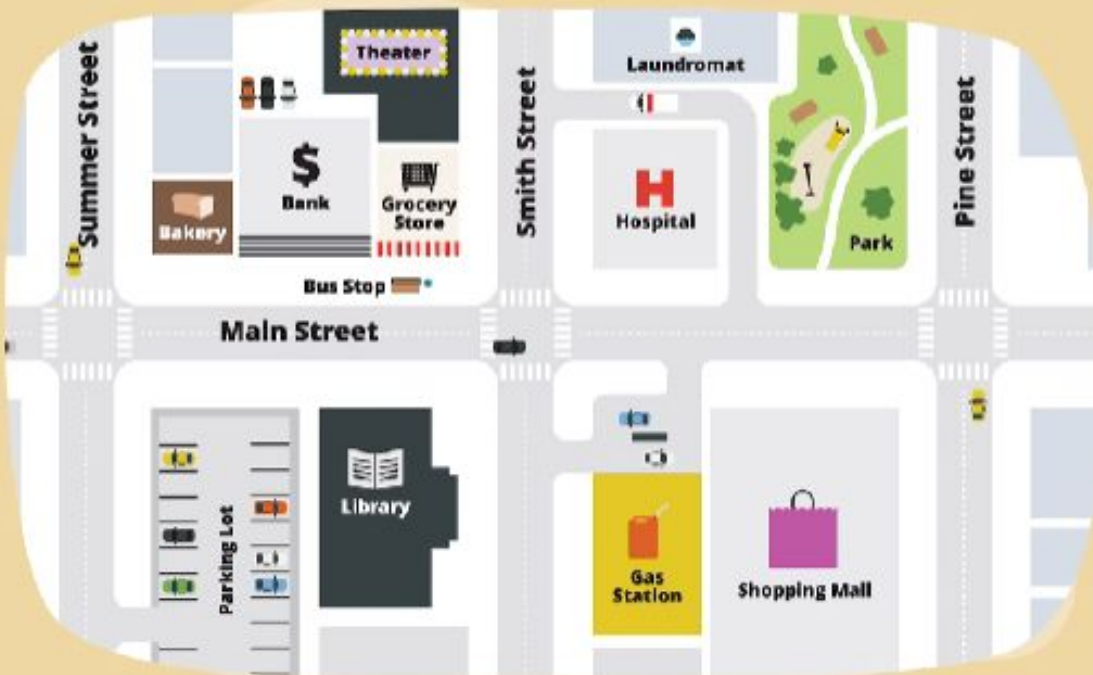 Summer Street
Theater
$
Bank
Grocery
Store
Bakery
Bus Stop
Smith Street
Laundromat
H
Hospital
Park
Pine Street
Main Street
Parking Lot
Library
Gas
Station
Shopping Mall